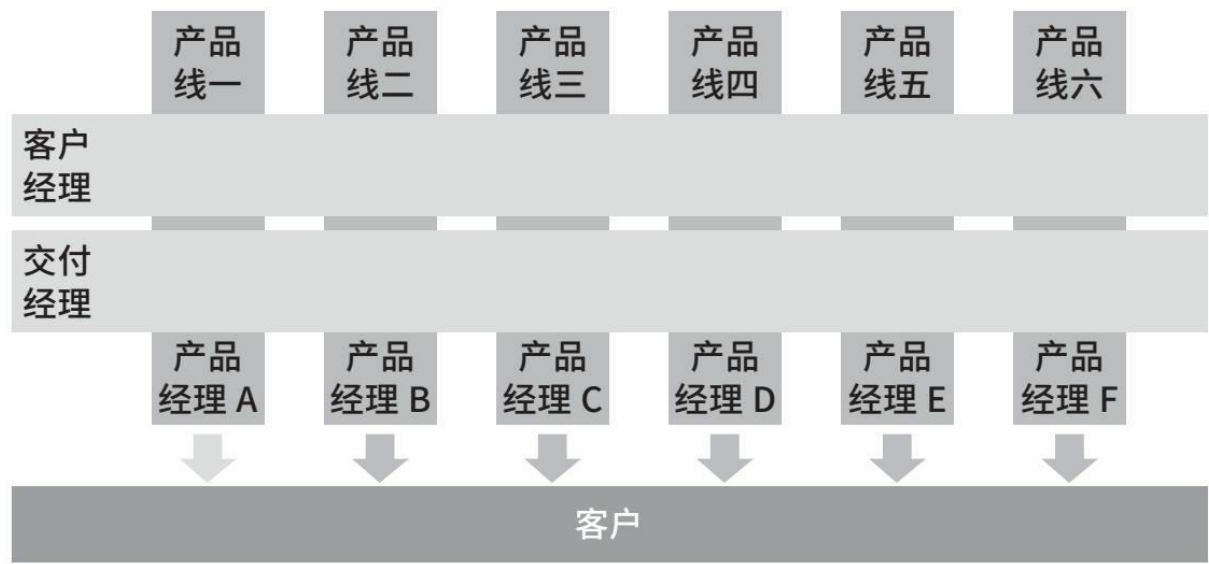 产品 产品 产品 产品 产品 产品
线一 线二 线三 线四 线五 线六
客户
经理
交付
经理
产品 产品 产品 产品 产品 产品
经理 A 经理 B 经理 C 经理 D 经理 E 经理 F
客户